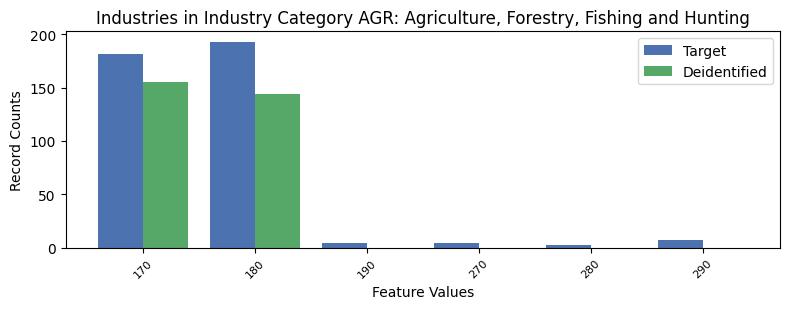 Industries in Industry Category AGR: Agriculture, Forestry, Fishing and Hunting
Target
Deidentified
Record Counts
200
150
100
50
0
170
180
190
270
280
290
Feature Values